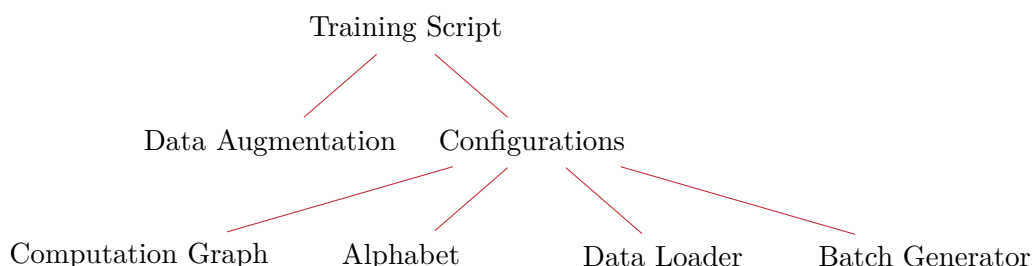 Training Script
Data Augmentation Configurations
Computation Graph Alphabet Data Loader Batch Generator